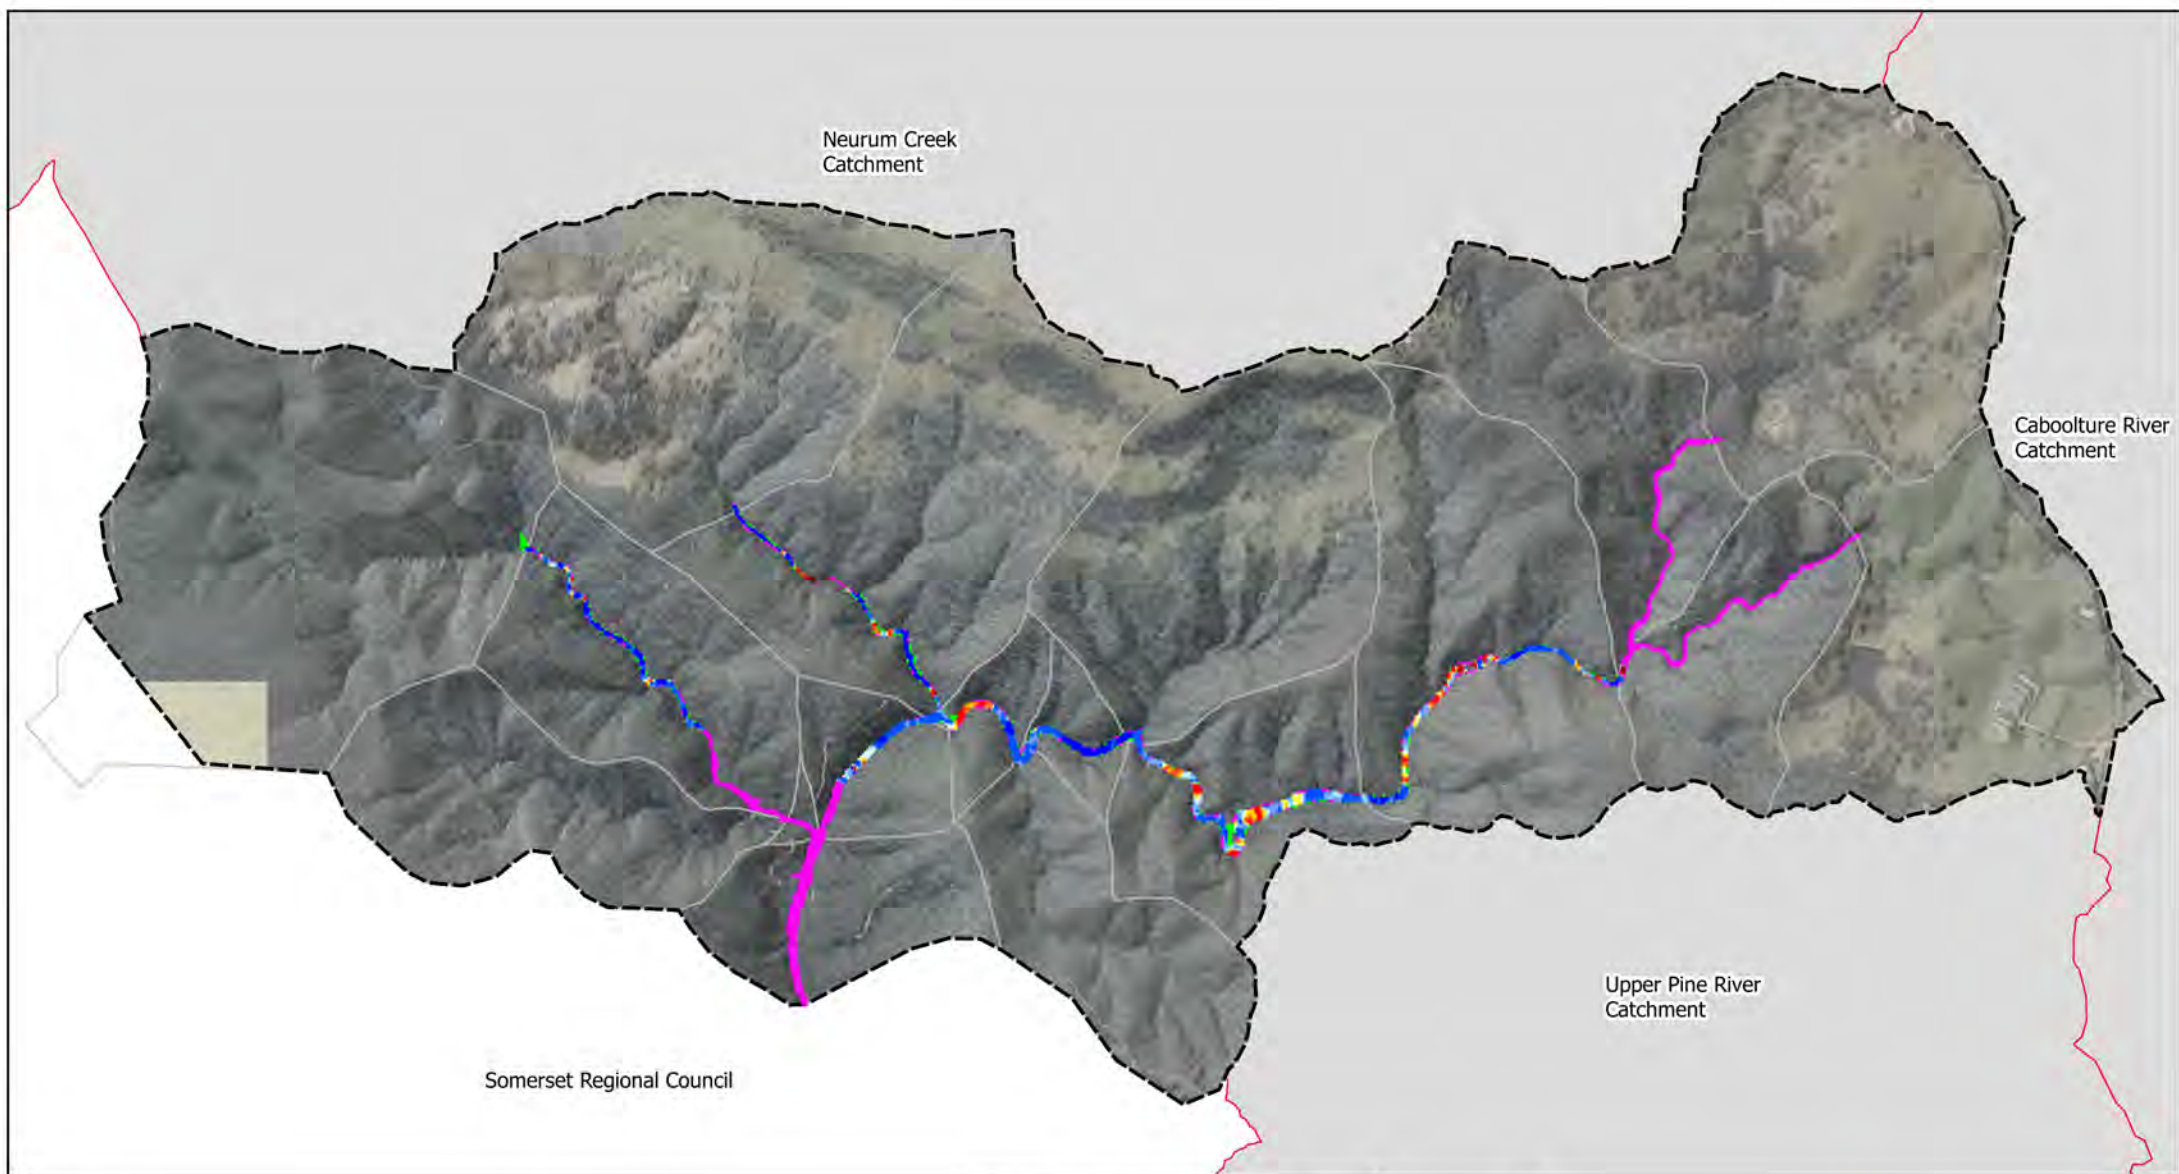 Neurum Creek
Catchment
Caboolture River
Catchment
Upper Pine River
Catchment
Somerset Regional Council